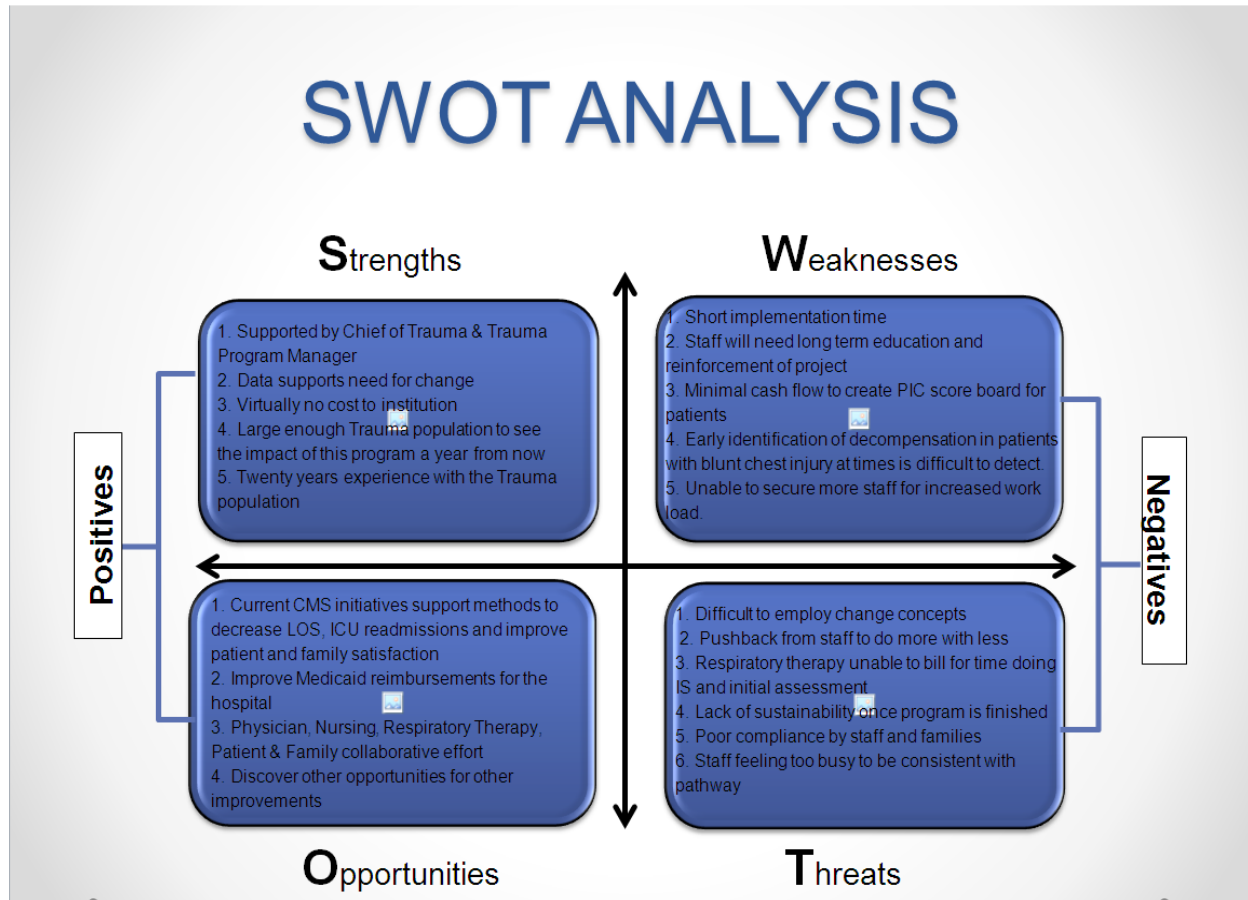 SWOT ANALYSIS
Strengths
1. Supported by Chief of Trauma & Trauma
Program Manager
2. Data supports need for change
3. Virtually no cost to institution
4. Large enough Trauma population to see
the impact of this program a year from now
5. Twenty years experience with the Trauma
population
Weaknesses
1. Short implementation time
2. Staff will need long term education and
reinforcement of project
3. Minimal cash flow to create PIC score board for
patients
4. Early identification of decompensation in patients
with blunt chest injury at times is difficult to detect.
5. Unable to secure more staff for increased work
load.
Positives
Negatives
1. Current CMS initiatives support methods to
decrease LOS, ICU readmissions and improve
patient and family satisfaction
2. Improve Medicaid reimbursements for the
hospital
3. Physician, Nursing, Respiratory Therapy,
Patient & Family collaborative effort
4. Discover other opportunities for other
improvements
Opportunities
1. Difficult to employ change concepts
2. Pushback from staff to do more with less
3. Respiratory therapy unable to bill for time doing
IS and initial assessment
4. Lack of sustainability once program is finished
5. Poor compliance by staff and families
6. Staff feeling too busy to be consistent with
pathway
Threats